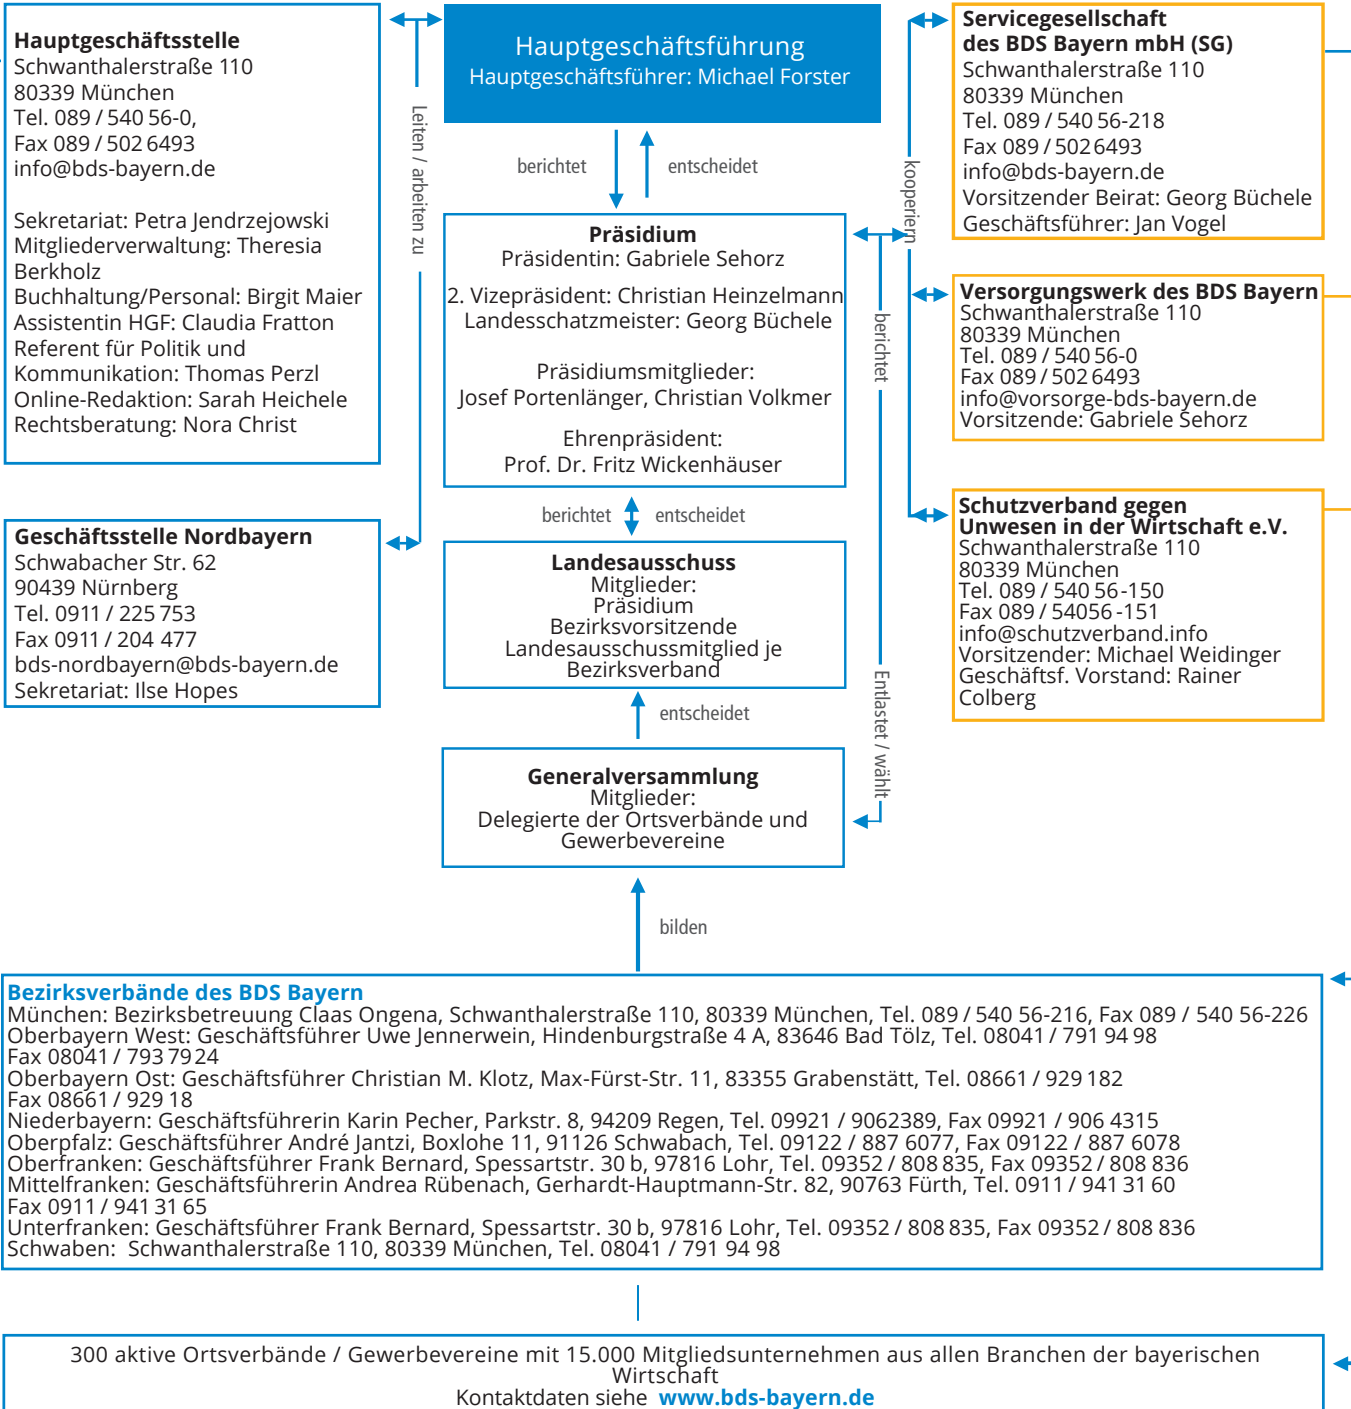 Hauptgeschäftsstelle
Schwanthalerstraße 110
80339 München
Tel. 089 / 540 56-0,
Fax 089 / 502 6493
info@bds-bayern.de
Sekretariat: Petra Jendrzejowski
Mitgliederverwaltung: Theresia
Berkholz
Buchhaltung/Personal: Birgit Maier
Assistentin HGF: Claudia Fratton
Referent für Politik und
Kommunikation: Thomas Perzl
Online-Redaktion: Sarah Heichele
Rechtsberatung: Nora Christ
Geschäftsstelle Nordbayern
Schwabacher Str. 62
90439 Nürnberg
Tel. 0911 / 225 753
Fax 0911 / 204 477
bds-nordbayern@bds-bayern.de
Sekretariat: Ilse Hopes
Leiten / arbeiten zu
Hauptgeschäftsführung
Hauptgeschäftsführer: Michael Forster
berichtet
entscheidet
Präsidium
Präsidentin: Gabriele Sehorz
2. Vizepräsident: Christian Heinzelmann
Landesschatzmeister: Georg Büchele
Präsidiumsmitglieder:
Josef Portenlänger, Christian Volkmer
Ehrenpräsident:
Prof. Dr. Fritz Wickenhäuser
berichtet
entscheidet
Landesausschuss
Mitglieder:
Präsidium
Bezirksvorsitzende
Landesausschussmitglied je
Bezirksverband
entscheidet
Generalversammlung
Mitglieder:
Delegierte der Ortsverbände und
Gewerbevereine
bilden
kooperiern
berichtet
Entlastet / wählt
Servicegesellschaft
des BDS Bayern mbH (SG)
Schwanthalerstraße 110
80339 München
Tel. 089 / 540 56-218
Fax 089 / 5026493
info@bds-bayern.de
Vorsitzender Beirat: Georg Büchele
Geschäftsführer: Jan Vogel
Versorgungswerk des BDS Bayern
Schwanthalerstraße 110
80339 München
Tel. 089 / 540 56-0
Fax 089 / 502 6493
info@vorsorge-bds-bayern.de
Vorsitzende: Gabriele Sehorz
Schutzverband gegen
Unwesen in der Wirtschaft e.V.
Schwanthalerstraße 110
80339 München
Tel. 089 / 540 56 -150
Fax 089 / 54056 -151
info@schutzverband.info
Vorsitzender: Michael Weidinger
Geschäftsf. Vorstand: Rainer
Colberg
Bezirksverbände des BDS Bayern
München: Bezirksbetreuung Claas Ongena, Schwanthalerstraße 110, 80339 München, Tel. 089 / 540 56-216, Fax 089 / 540 56-226
Oberbayern West: Geschäftsführer Uwe Jennerwein, Hindenburgstraße 4 A, 83646 Bad Tölz, Tel. 08041 / 791 94 98
Fax 08041 / 793 79 24
Oberbayern Ost: Geschäftsführer Christian M. Klotz, Max-Fürst-Str. 11, 83355 Grabenstätt, Tel. 08661 / 929 182
Fax 08661 / 929 18
Niederbayern: Geschäftsführerin Karin Pecher, Parkstr. 8, 94209 Regen, Tel. 09921 / 9062389, Fax 09921 / 906 4315
Oberpfalz: Geschäftsführer André Jantzi, Boxlohe 11, 91126 Schwabach, Tel. 09122 / 887 6077, Fax 09122 / 887 6078
Oberfranken: Geschäftsführer Frank Bernard, Spessartstr. 30 b, 97816 Lohr, Tel. 09352 / 808 835, Fax 09352 / 808 836
Mittelfranken: Geschäftsführerin Andrea Rübenach, Gerhardt-Hauptmann-Str. 82, 90763 Fürth, Tel. 0911 / 941 31 60
Fax 0911 / 941 31 65
Unterfranken: Geschäftsführer Frank Bernard, Spessartstr. 30 b, 97816 Lohr, Tel. 09352 / 808 835, Fax 09352 / 808 836
Schwaben: Schwanthalerstraße 110, 80339 München, Tel. 08041 / 791 94 98
300 aktive Ortsverbände / Gewerbevereine mit 15.000 Mitgliedsunternehmen aus allen Branchen der bayerischen
Wirtschaft
Kontaktdaten siehe www.bds-bayern.de